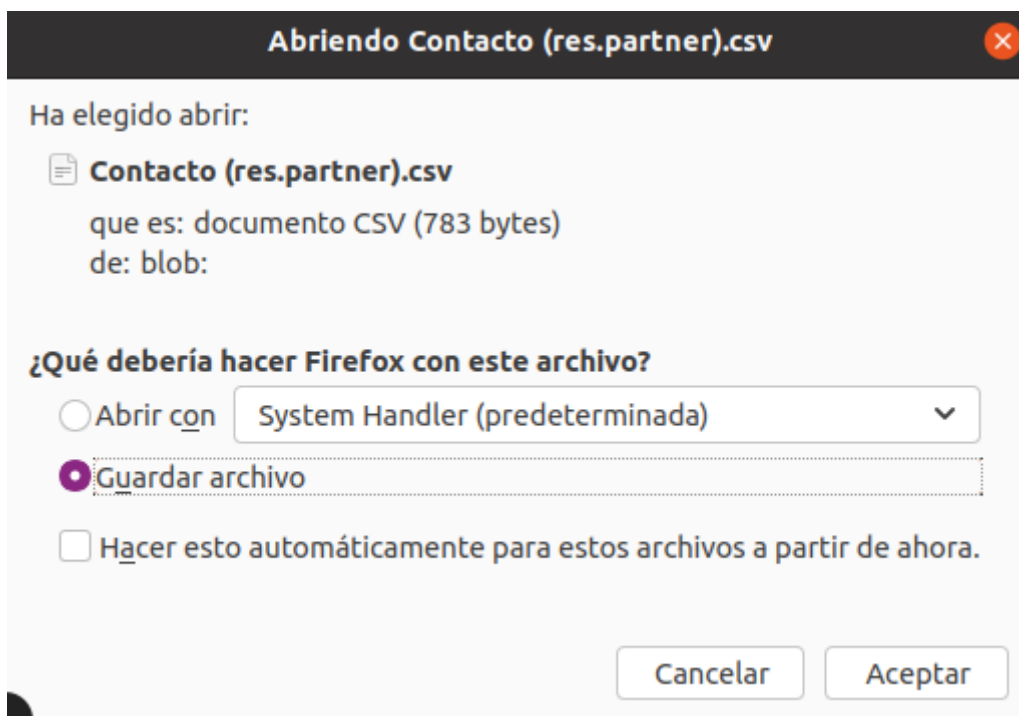 Abriendo Contacto (res.partner).csv
Ha elegido abrir:
Contacto (res.partner).csv
que es: documento CSV (783 bytes)
de: blob:
¿Qué debería hacer Firefox con este archivo?
Abrir con System Handler (predeterminada)
Guardar archivo
Hacer esto automáticamente para estos archivos a partir de ahora.
Cancelar Aceptar